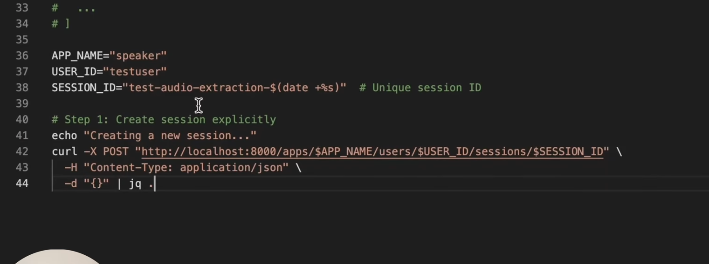 33 #   ...
34 # ]
35
36 APP_NAME="speaker"
37 USER_ID="testuser"
38 SESSION_ID="test-audio-extraction-$(date +%s)"  # Unique session ID
39
40 # Step 1: Create session explicitly
41 echo "Creating a new session..."
42 curl -X POST "http://localhost:8000/apps/$APP_NAME/users/$USER_ID/sessions/$SESSION_ID" \
43   -H "Content-Type: application/json" \
44   -d "{}" | jq .